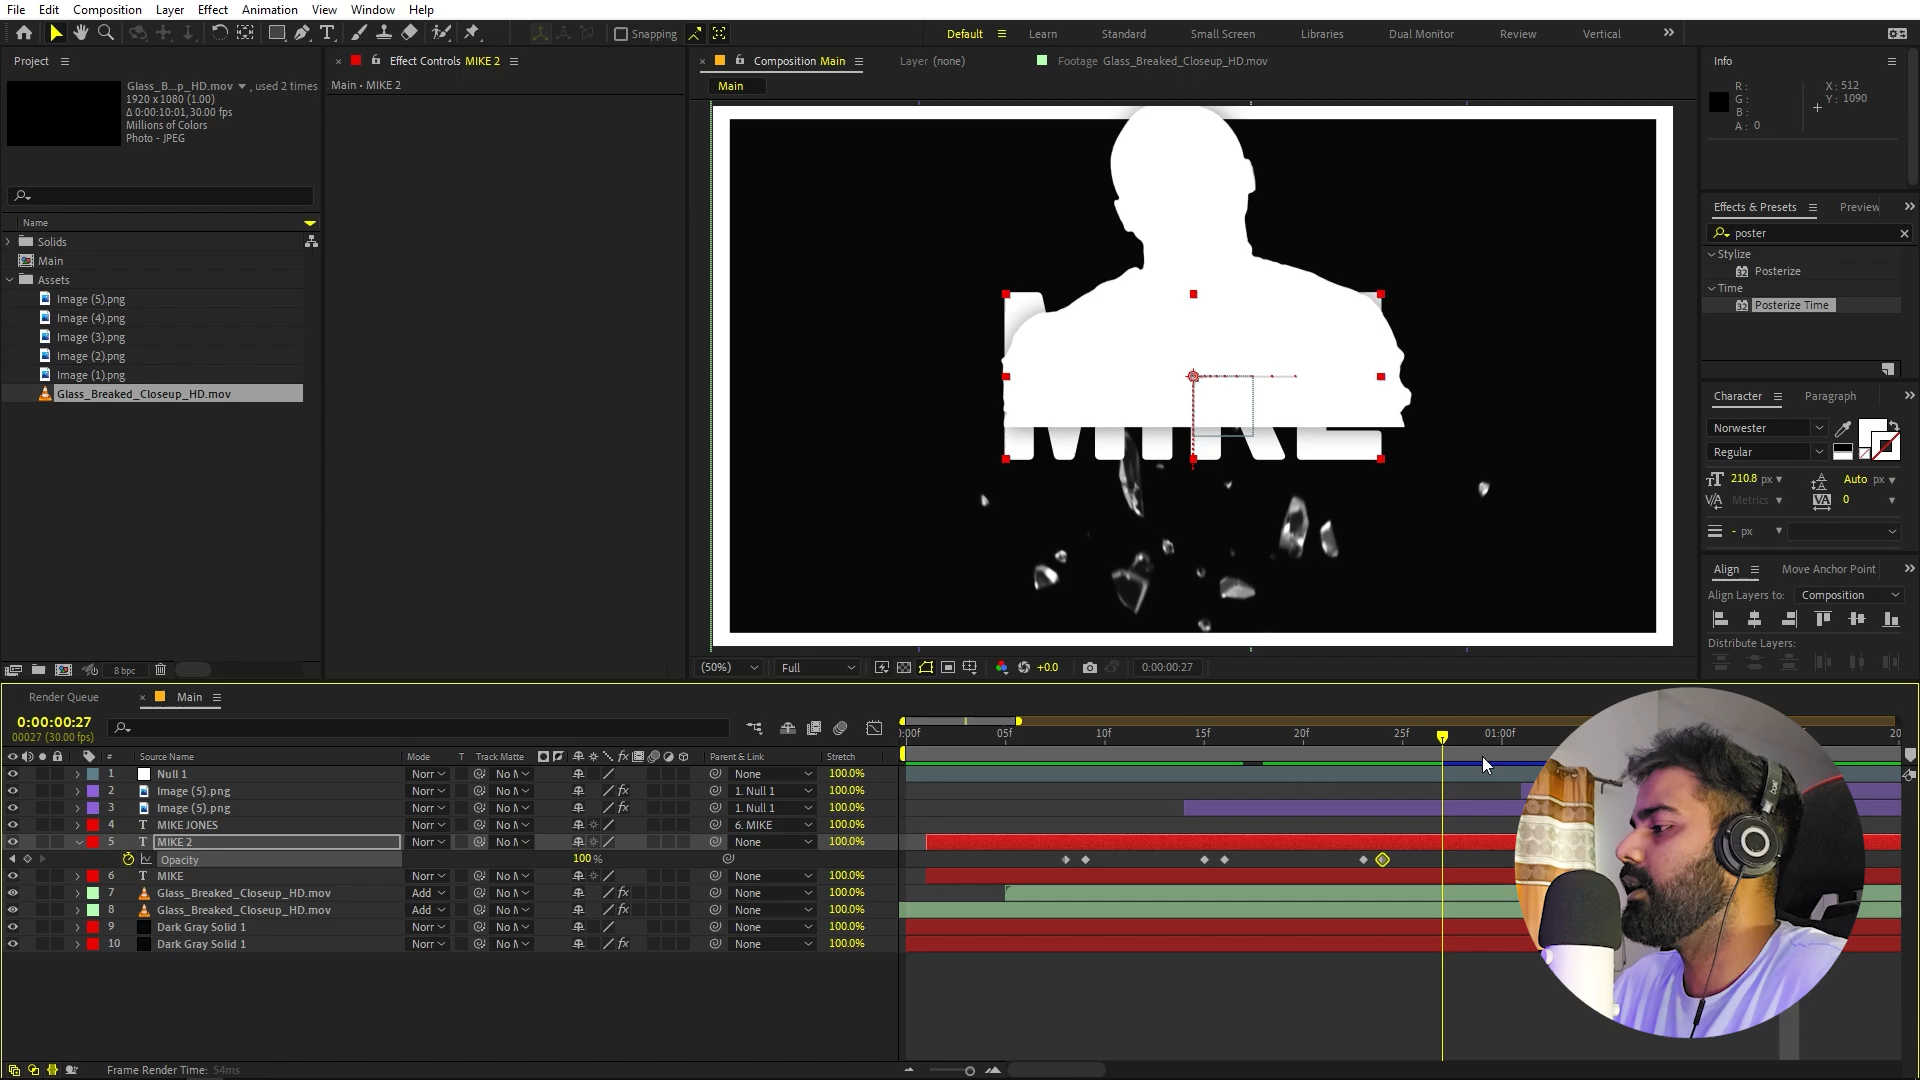 File Edit Composition Layer Effect Animation View Window Help
Snapping
Default Learn Standard Small Screen Libraries Dual Monitor Review Vertical
Project
Effect Controls MIKE 2
Main • MIKE 2
Composition Main
Layer (none)
Footage Glass_Breaked_Closeup_HD.mov
Main
Glass_B...p_HD.mov , used 2 times
1920 x 1080 (1.00)
Δ 0:00:10:01, 30.00 fps
Millions of Colors
Photo - JPEG
Name
Solids
Main
Assets
Image (5).png
Image (4).png
Image (3).png
Image (2).png
Image (1).png
Glass_Breaked_Closeup_HD.mov
8 bpc
MIKE
(50%) Full +0.0 0:00:00:27
Info
R :
G :
B :
A : 0
X : 512
Y : 1090
Effects & Presets Preview
poster
Stylize
Posterize
Time
Posterize Time
Character Paragraph
Norwester
Regular
210.8 px Auto px
Metrics 0
- px
Align Move Anchor Point
Align Layers to: Composition
Distribute Layers:
Render Queue Main
0:00:00:27
00027 (30.00 fps)
# Source Name Mode T Track Matte Parent & Link Stretch
1 Null 1 Norr No M None 100.0%
2 Image (5).png Norr No M 1. Null 1 100.0%
3 Image (5).png Norr No M 1. Null 1 100.0%
4 T MIKE JONES Norr No M 6. MIKE 100.0%
5 T MIKE 2 Norr No M None 100.0%
Opacity 100 %
6 T MIKE Norr No M None 100.0%
7 Glass_Breaked_Closeup_HD.mov Add No M None 100.0%
8 Glass_Breaked_Closeup_HD.mov Add No M None 100.0%
9 Dark Gray Solid 1 Norr No M None 100.0%
10 Dark Gray Solid 1 Norr No M None 100.0%
:00f 05f 10f 15f 20f 25f 01:00f 20
Frame Render Time: 54ms